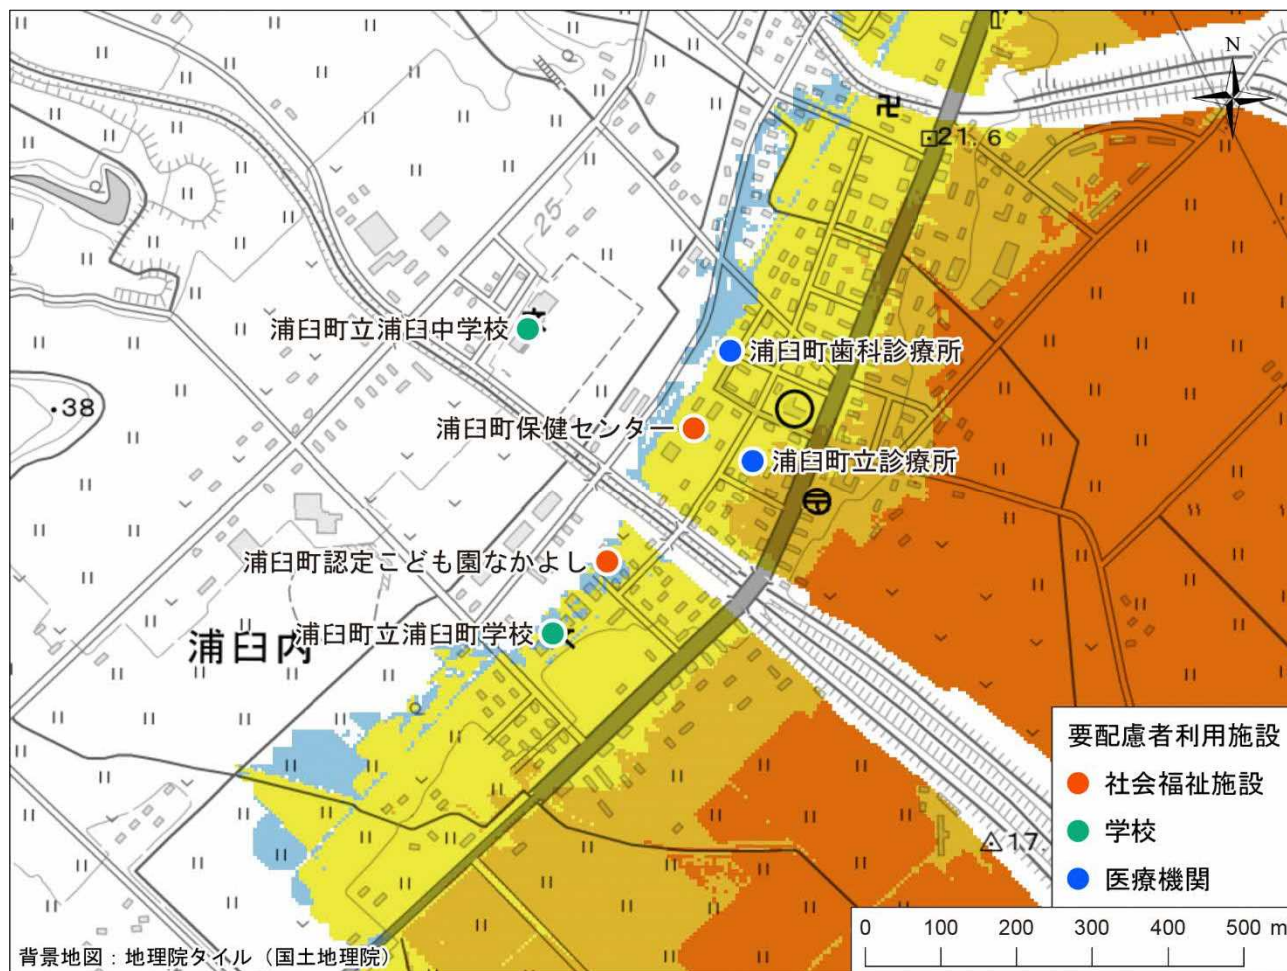 N
21.6
25
浦臼町立浦臼中学校
浦臼町歯科診療所
・38
浦臼町保健センター
浦臼町立診療所
浦臼町認定こども園なかよし
浦臼町立浦臼町学校
浦臼内
要配慮者利用施設
社会福祉施設
学校
医療機関
17.
0 100 200 300 400 500 m
背景地図：地理院タイル（国土地理院）